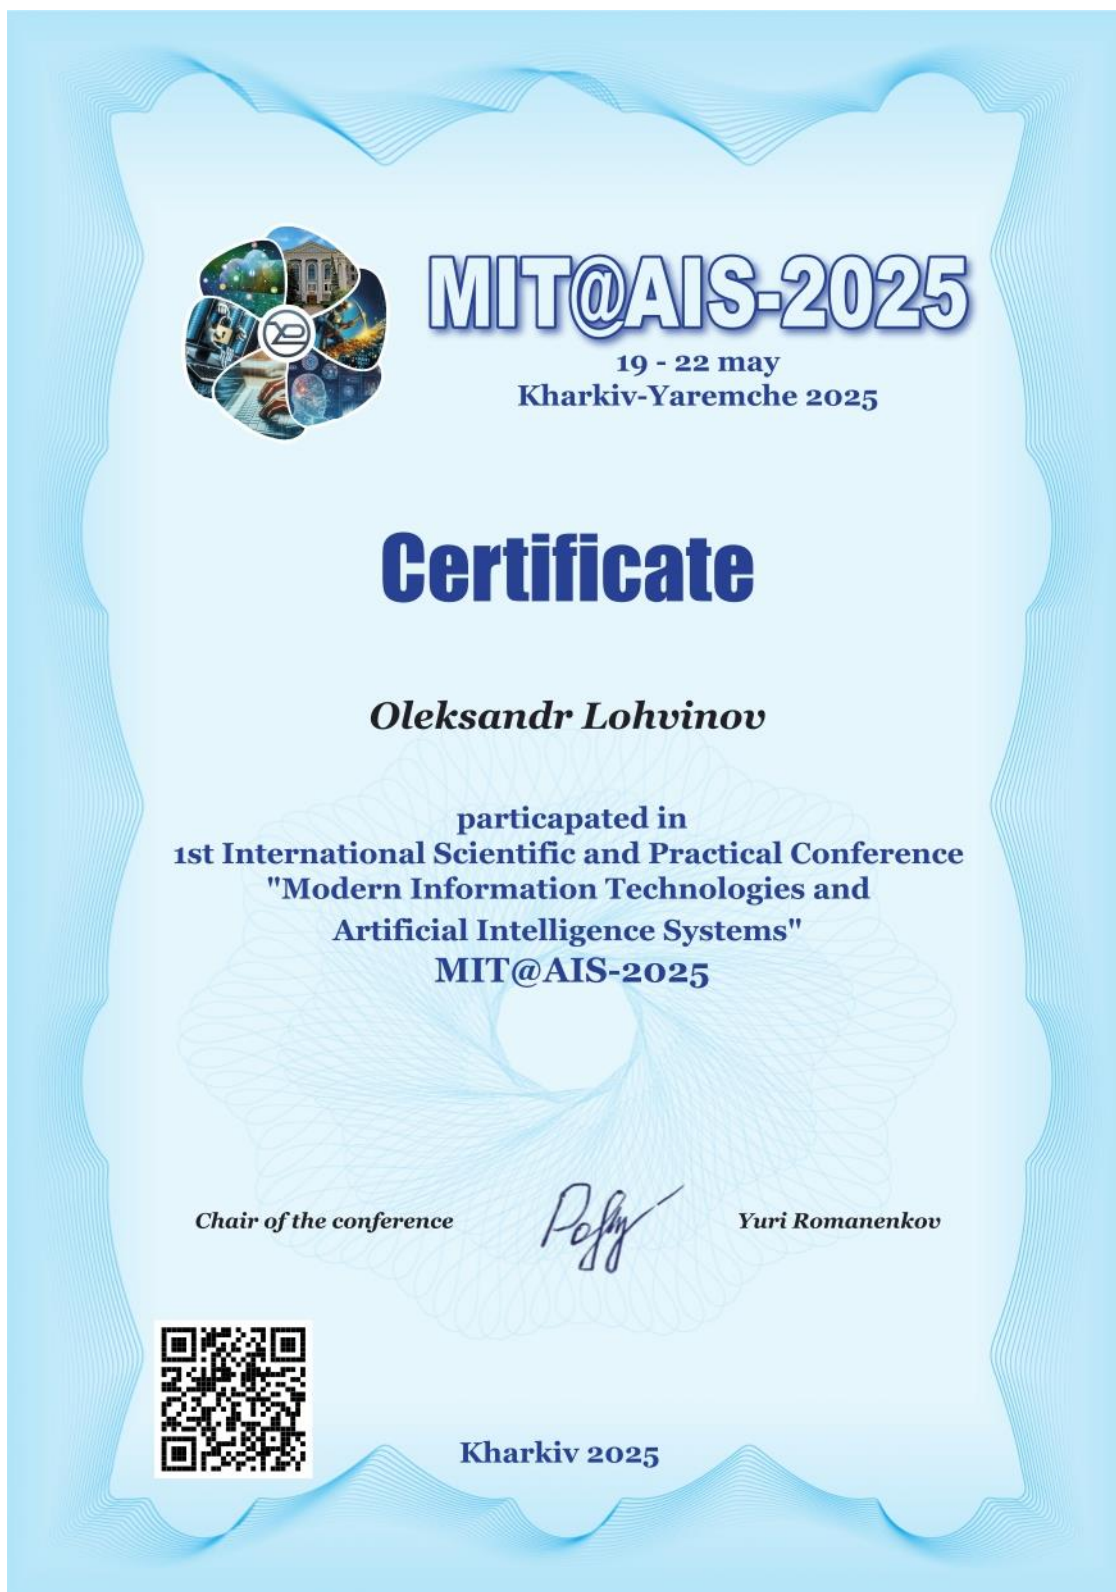 MIT@AIS-2025
19 - 22 may
Kharkiv-Yaremche 2025
Certificate
Oleksandr Lohvinov
particapated in
1st International Scientific and Practical Conference
"Modern Information Technologies and
Artificial Intelligence Systems"
MIT@AIS-2025
Chair of the conference
Yuri Romanenkov
Kharkiv 2025